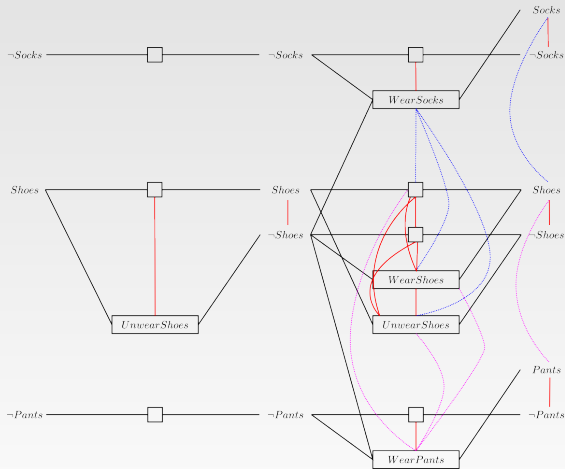 Socks
¬Socks ¬Socks ¬Socks
WearSocks
Shoes Shoes Shoes
¬Shoes ¬Shoes
WearShoes
UnwearShoes UnwearShoes
Pants
¬Pants ¬Pants ¬Pants
WearPants